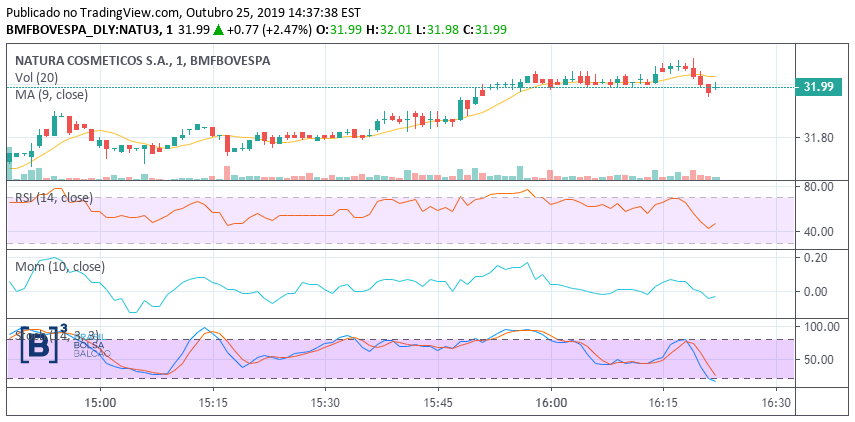 Publicado no TradingView.com, Outubro 25, 2019 14:37:38 EST
BMFBOVESPA_DLY:NATU3, 1 31.99 ▲ +0.77 (+2.47%) O:31.99 H:32.01 L:31.98 C:31.99
NATURA COSMETICOS S.A., 1, BMFBOVESPA
Vol (20)
MA (9, close)
31.99
31.80
RSI (14, close)
80.00
40.00
Mom (10, close)
0.20
0.00
Stoch (14, 3, 3)
100.00
50.00
[B]³
BRASIL
BOLSA
BALCÃO
15:00 15:15 15:30 15:45 16:00 16:15 16:30